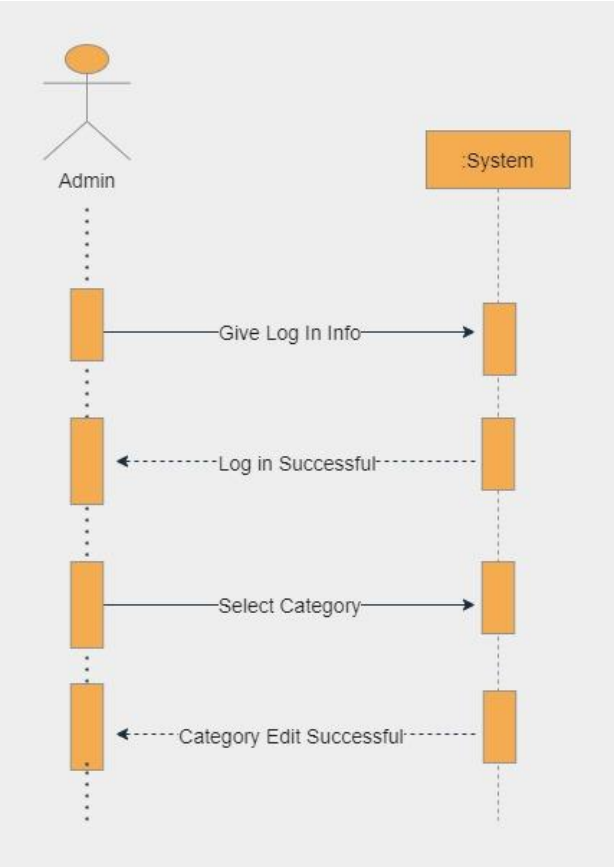 Admin
:System
Give Log In Info
Log in Successful
Select Category
Category Edit Successful